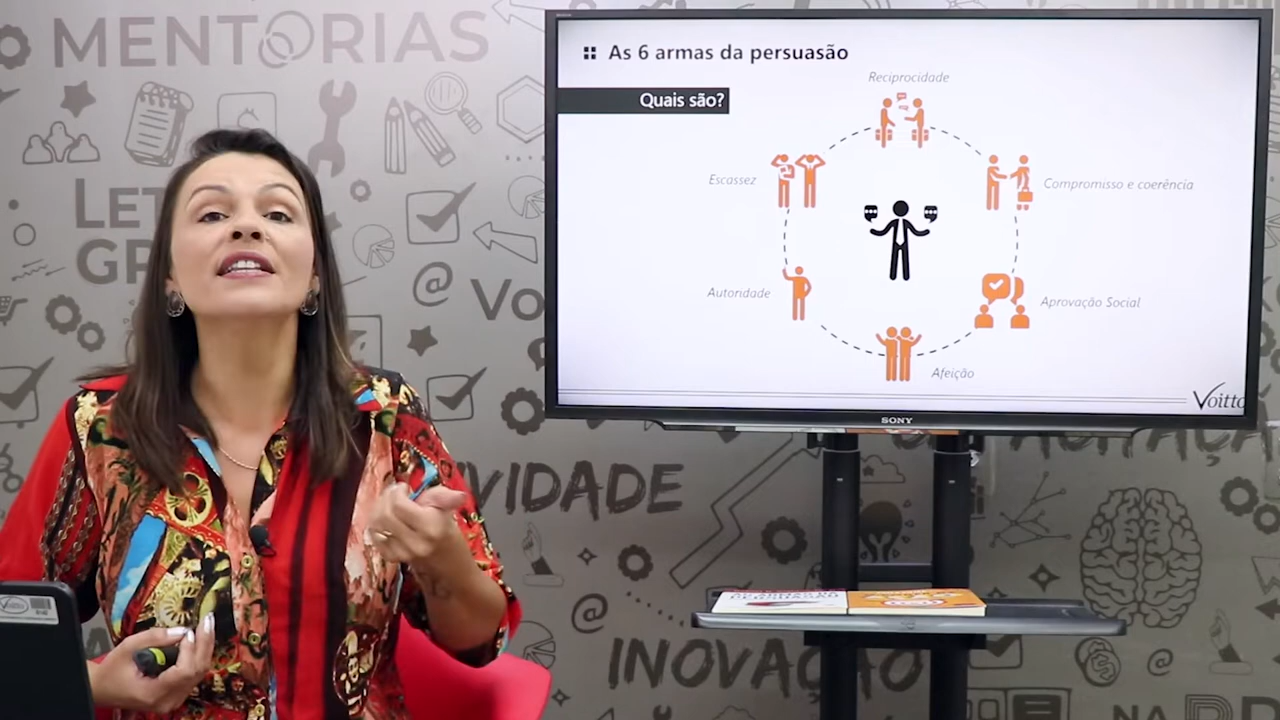 MENTORIAS
As 6 armas da persuasão
Quais são?
Reciprocidade
Escassez
Compromisso e coerência
Autoridade
Aprovação Social
Afeição
Voitto
SONY
INOVAÇÃO